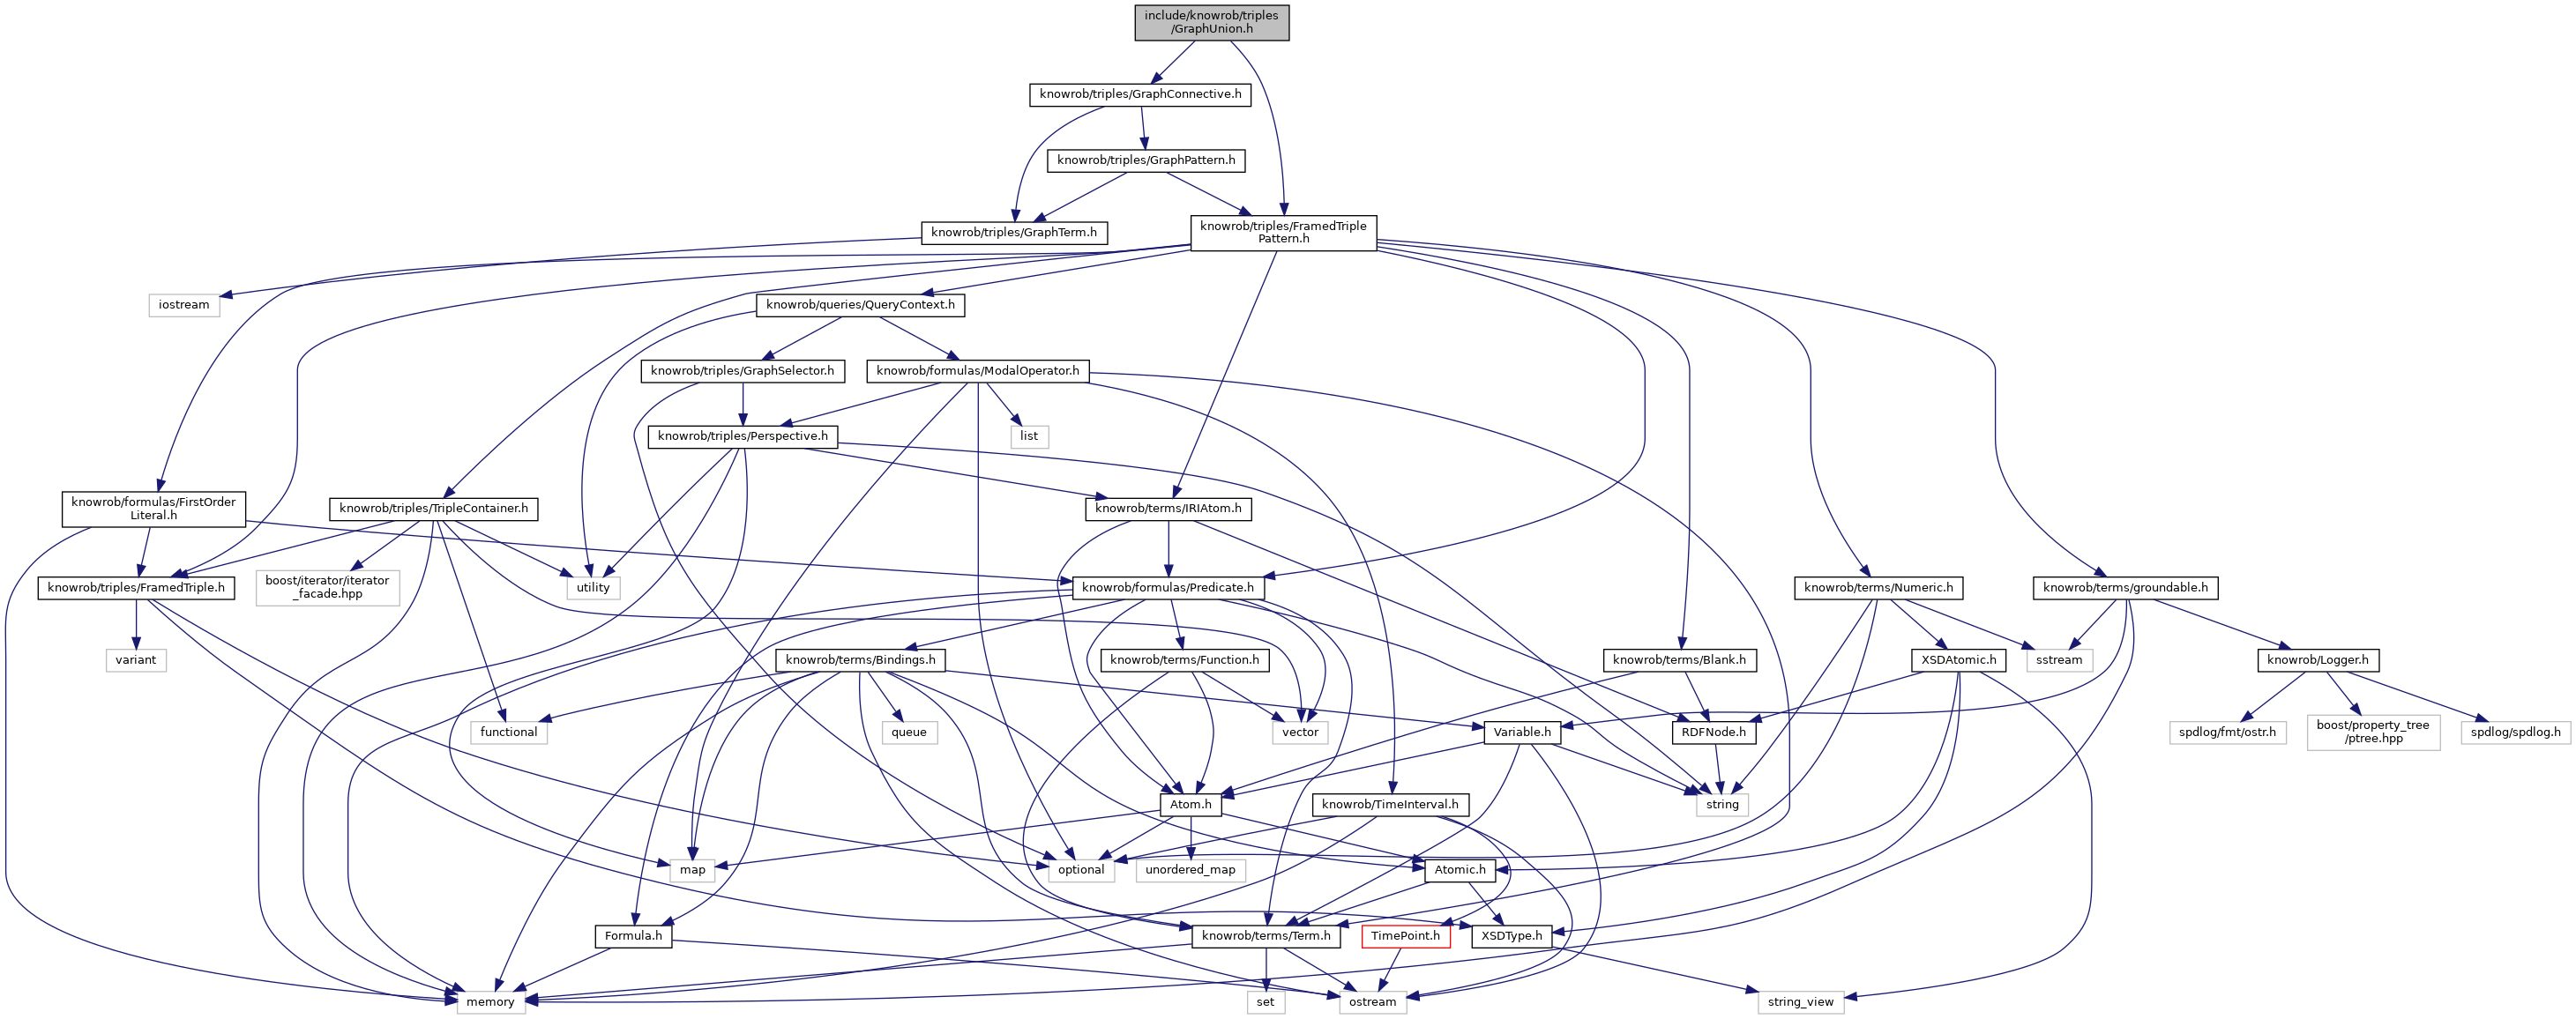 include/knowrob/triples
/GraphUnion.h
knowrob/triples/GraphConnective.h
knowrob/triples/GraphPattern.h
knowrob/triples/GraphTerm.h
knowrob/triples/FramedTriple
Pattern.h
iostream
knowrob/queries/QueryContext.h
knowrob/triples/GraphSelector.h
knowrob/formulas/ModalOperator.h
knowrob/triples/Perspective.h
list
knowrob/formulas/FirstOrder
Literal.h
knowrob/triples/TripleContainer.h
knowrob/terms/IRIAtom.h
knowrob/triples/FramedTriple.h
boost/iterator/iterator
_facade.hpp
utility
knowrob/formulas/Predicate.h
knowrob/terms/Numeric.h
knowrob/terms/groundable.h
variant
knowrob/terms/Bindings.h
knowrob/terms/Function.h
knowrob/terms/Blank.h
XSDAtomic.h
sstream
knowrob/Logger.h
functional
queue
vector
Variable.h
RDFNode.h
spdlog/fmt/ostr.h
boost/property_tree
/ptree.hpp
spdlog/spdlog.h
Atom.h
knowrob/TimeInterval.h
string
map
optional
unordered_map
Atomic.h
Formula.h
knowrob/terms/Term.h
TimePoint.h
XSDType.h
memory
set
ostream
string_view